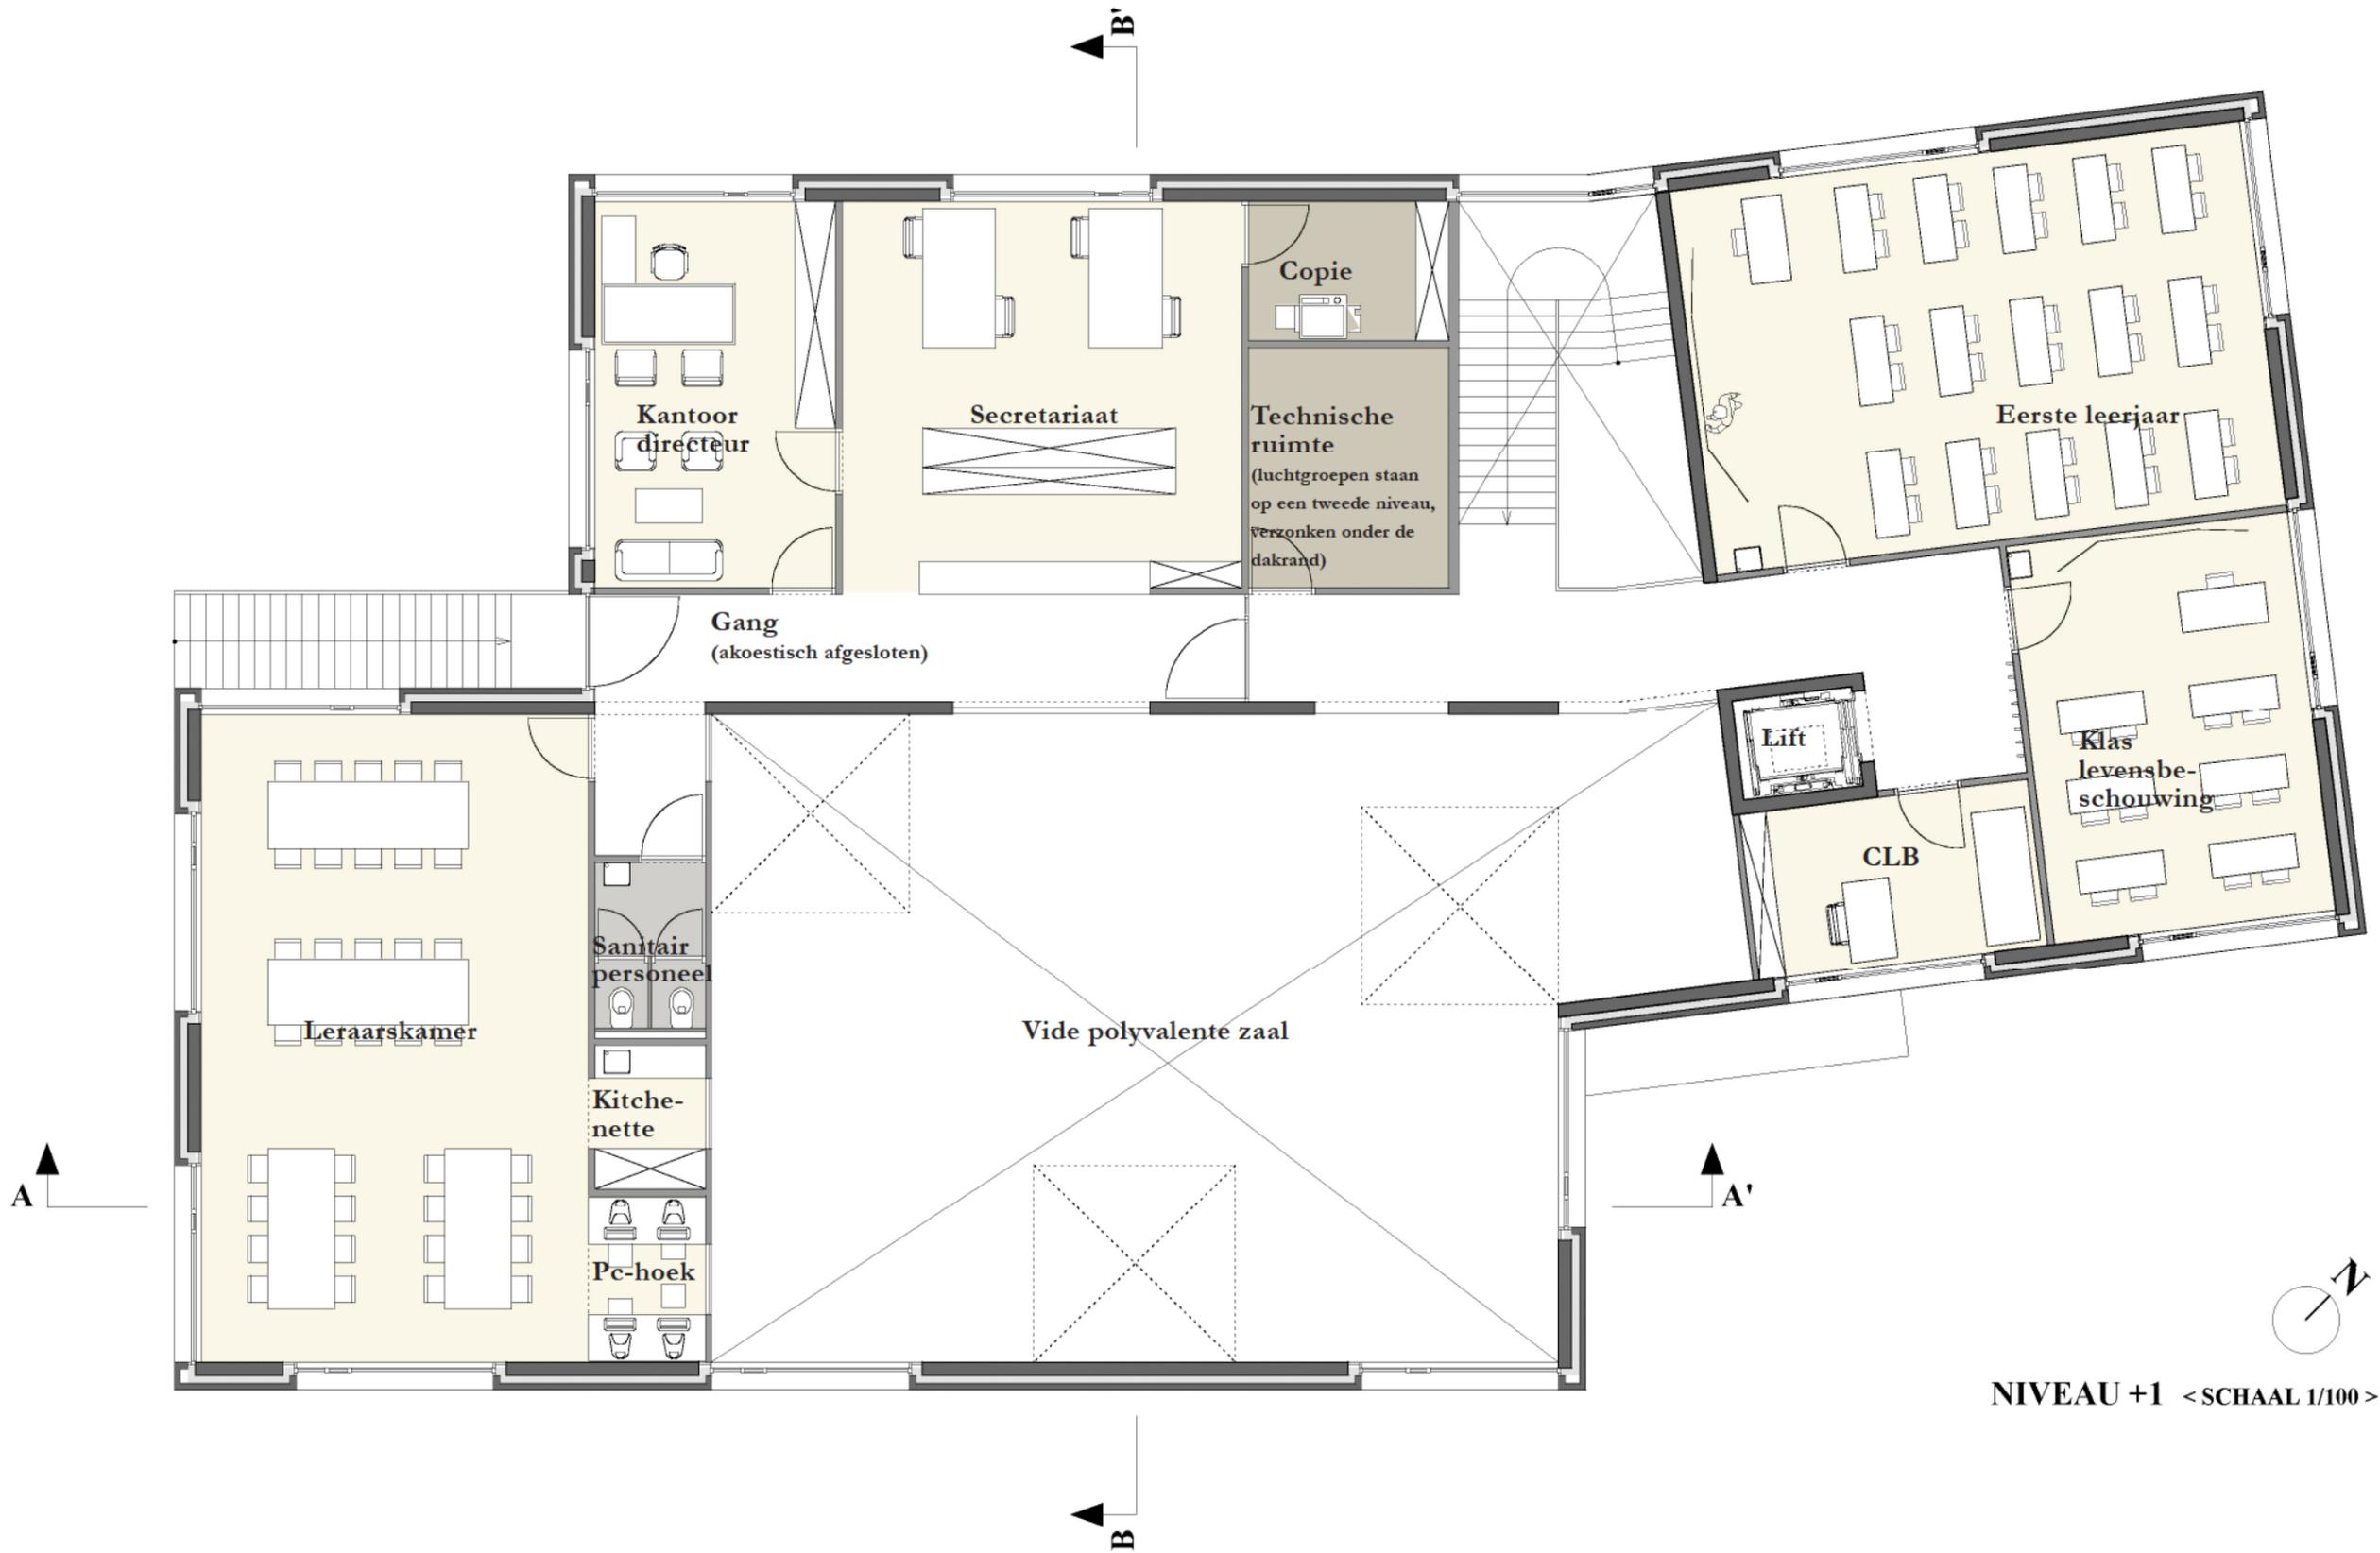 B'
Copie
Kantoor
directeur
Secretariaat
Technische
ruimte
(luchtgroepen staan
op een tweede niveau,
verzonken onder de
dakrand)
Eerste leerjaar
Gang
(akoestisch afgesloten)
Lift
Klas
levensbe-
schouwing
CLB
Sanitair
personeel
Leraarskamer
Vide polyvalente zaal
Kitche-
nette
A
A'
Pc-hoek
N
NIVEAU +1 < SCHAAL 1/100 >
B